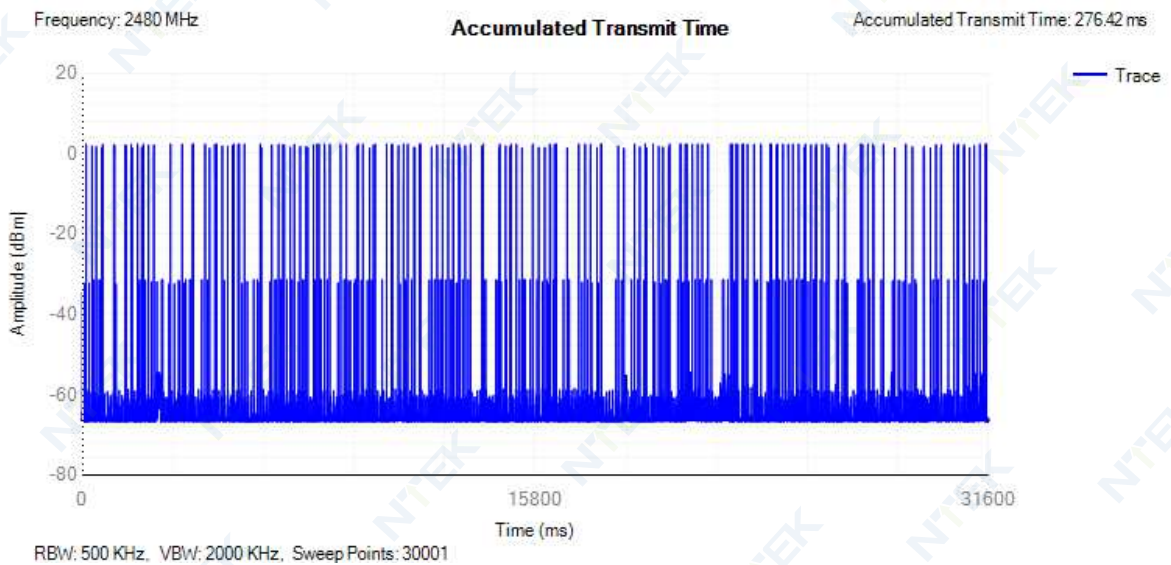 Frequency: 2480 MHz
Accumulated Transmit Time
Accumulated Transmit Time: 276.42 ms
Trace
20
0
-20
-40
-60
-80
Amplitude (dBm)
0
15800
31600
Time (ms)
RBW: 500 KHz, VBW: 2000 KHz, Sweep Points: 30001
NTEK